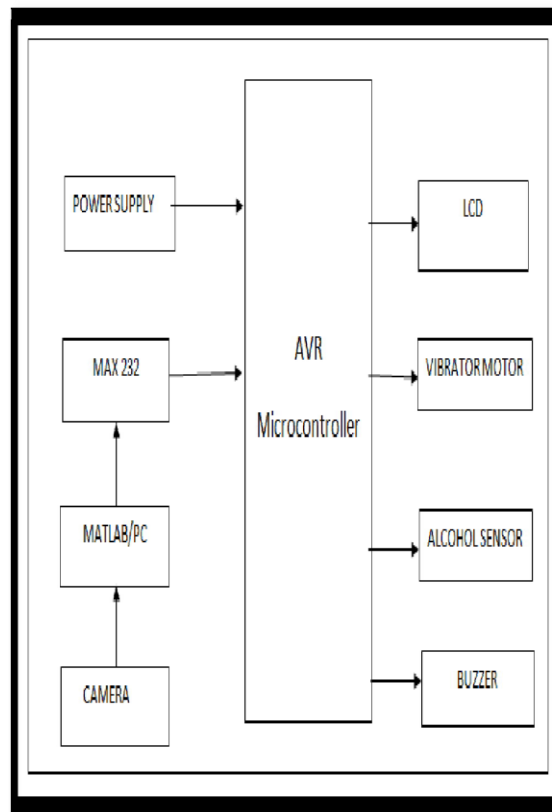 POWER SUPPLY
LCD
MAX 232
AVR
Microcontroller
VIBRATOR MOTOR
MATLAB/PC
ALCOHOL SENSOR
CAMERA
BUZZER